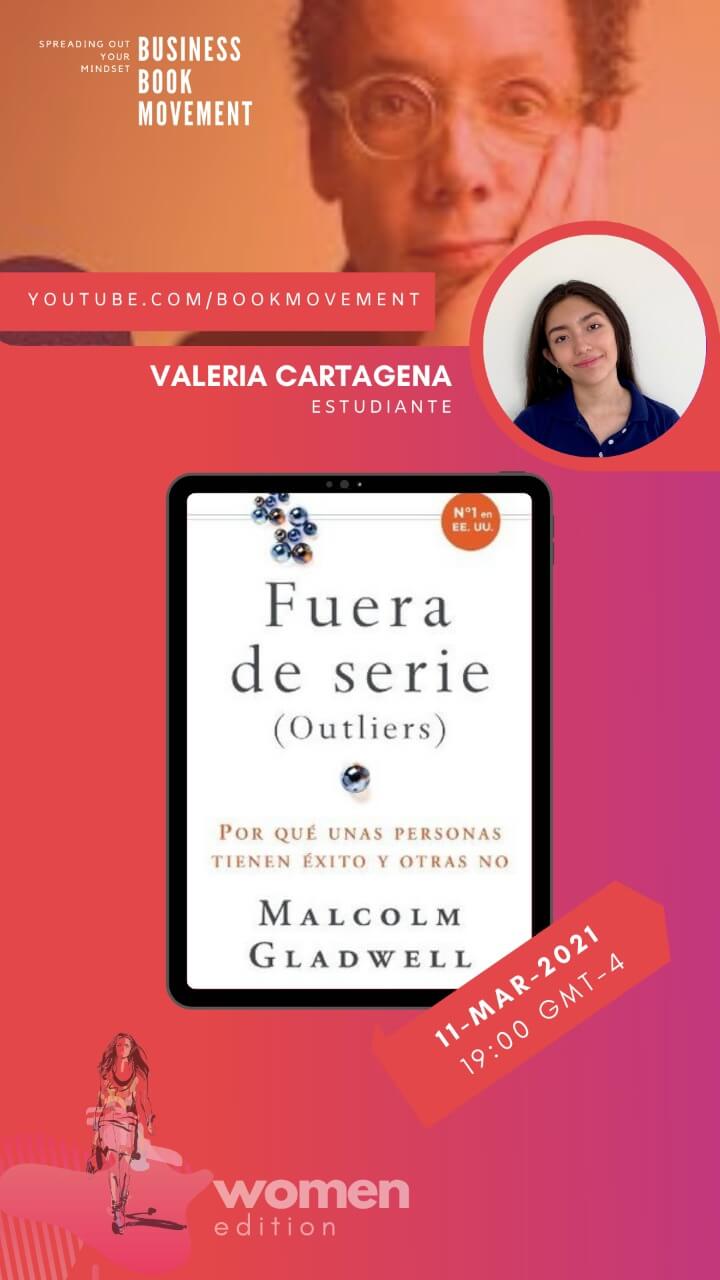 SPREADING OUT
YOUR
MINDSET
BUSINESS
BOOK
MOVEMENT
YOUTUBE.COM/BOOKMOVEMENT
VALERIA CARTAGENA
ESTUDIANTE
Nº1 en
EE. UU.
Fuera
de serie
(Outliers)
POR QUÉ UNAS PERSONAS
TIENEN ÉXITO Y OTRAS NO
MALCOLM
GLADWELL
11-MAR-2021
19:00 GMT-4
women
edition